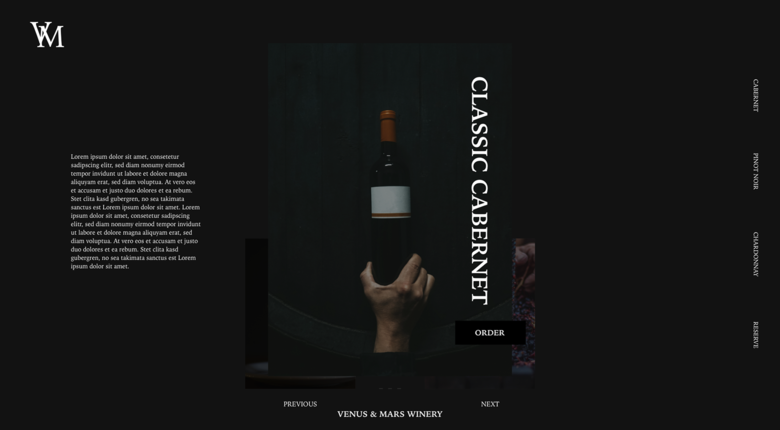 VM
CLASSIC CABERNET
CABERNET
PINOT NOIR
CHARDONNAY
RESERVE
Lorem ipsum dolor sit amet, consetetur
sadipscing elitr, sed diam nonumy eirmod
tempor invidunt ut labore et dolore magna
aliquyam erat, sed diam voluptua. At vero eos
et accusam et justo duo dolores et ea rebum.
Stet clita kasd gubergren, no sea takimata
sanctus est Lorem ipsum dolor sit amet. Lorem
ipsum dolor sit amet, consetetur sadipscing
elitr, sed diam nonumy eirmod tempor invidunt
ut labore et dolore magna aliquyam erat, sed
diam voluptua. At vero eos et accusam et justo
duo dolores et ea rebum. Stet clita kasd
gubergren, no sea takimata sanctus est Lorem
ipsum dolor sit amet.
ORDER
PREVIOUS
NEXT
VENUS & MARS WINERY